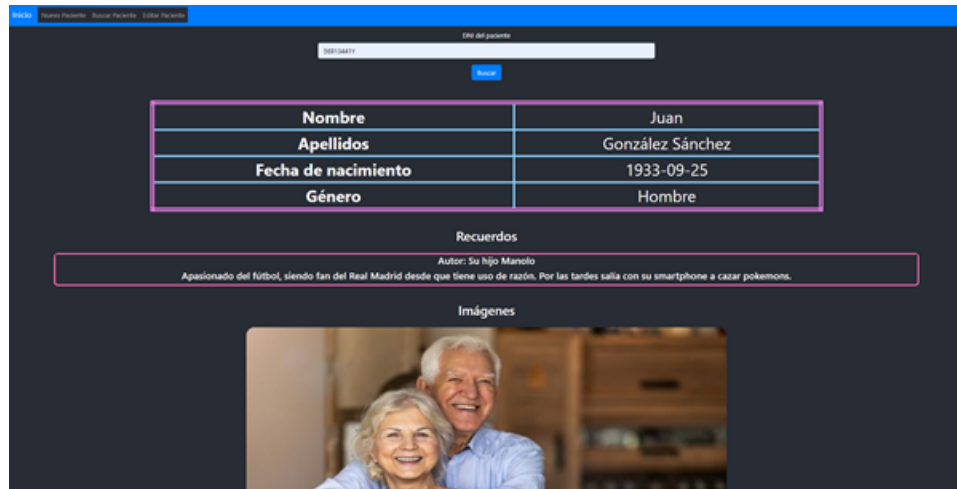 Inicio Nuevo Paciente Buscar Paciente Editar Paciente
DNI del paciente
Buscar
Nombre Juan
Apellidos González Sánchez
Fecha de nacimiento 1933-09-25
Género Hombre
Recuerdos
Autor: Su hijo Manolo
Apasionado del fútbol, siendo fan del Real Madrid desde que tiene uso de razón. Por las tardes salía con su smartphone a cazar pokemons.
Imágenes